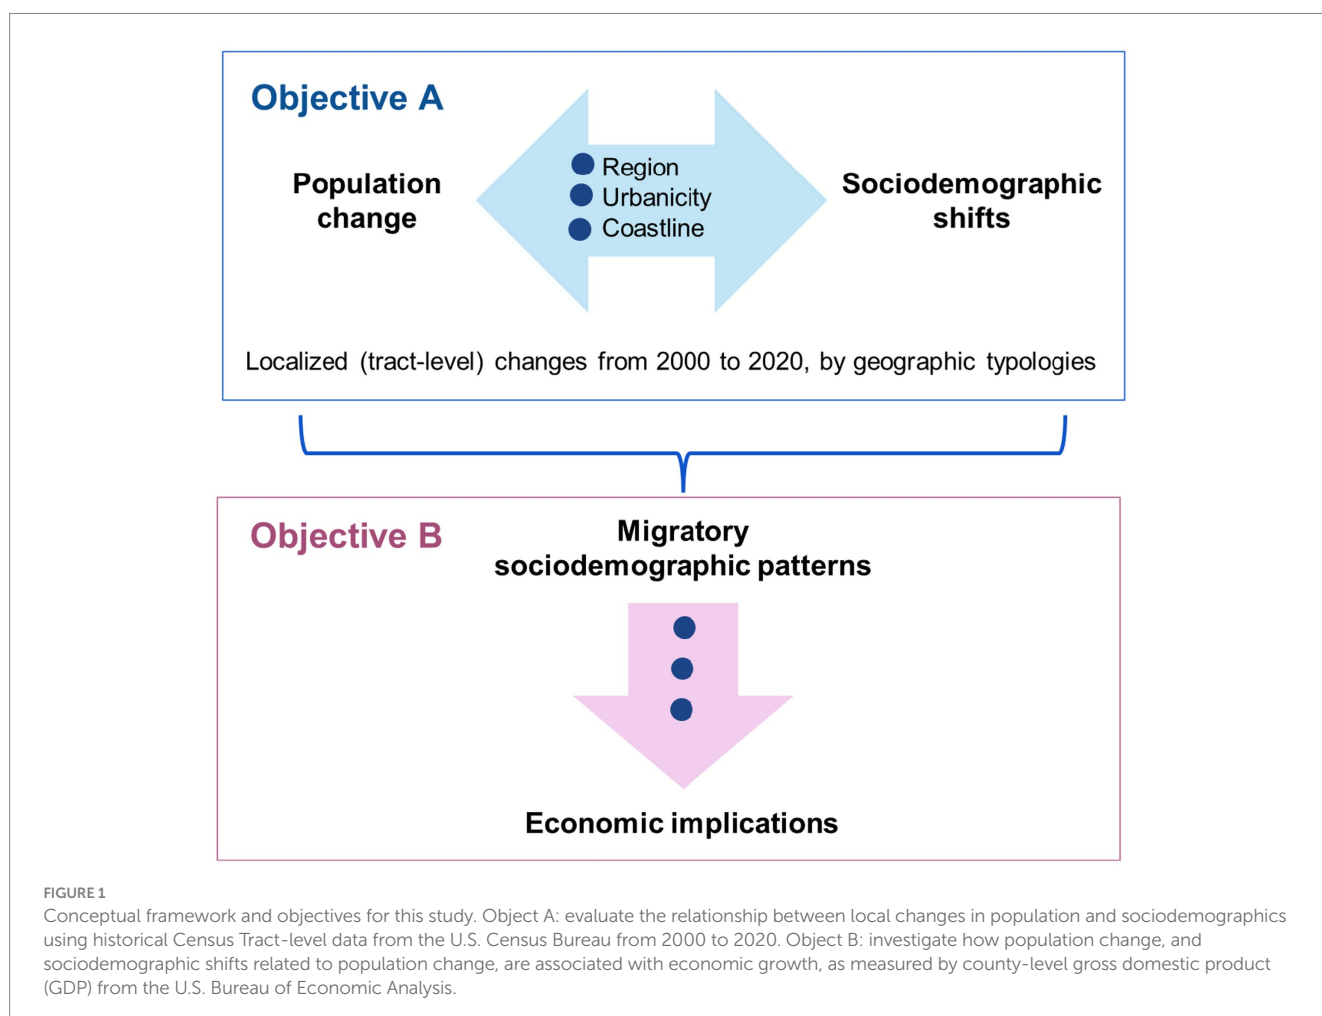 Objective A
Population
change
Region
Urbanicity
Coastline
Sociodemographic
shifts
Localized (tract-level) changes from 2000 to 2020, by geographic typologies
Objective B
Migratory
sociodemographic patterns
Economic implications
FIGURE 1
Conceptual framework and objectives for this study. Object A: evaluate the relationship between local changes in population and sociodemographics
using historical Census Tract-level data from the U.S. Census Bureau from 2000 to 2020. Object B: investigate how population change, and
sociodemographic shifts related to population change, are associated with economic growth, as measured by county-level gross domestic product
(GDP) from the U.S. Bureau of Economic Analysis.